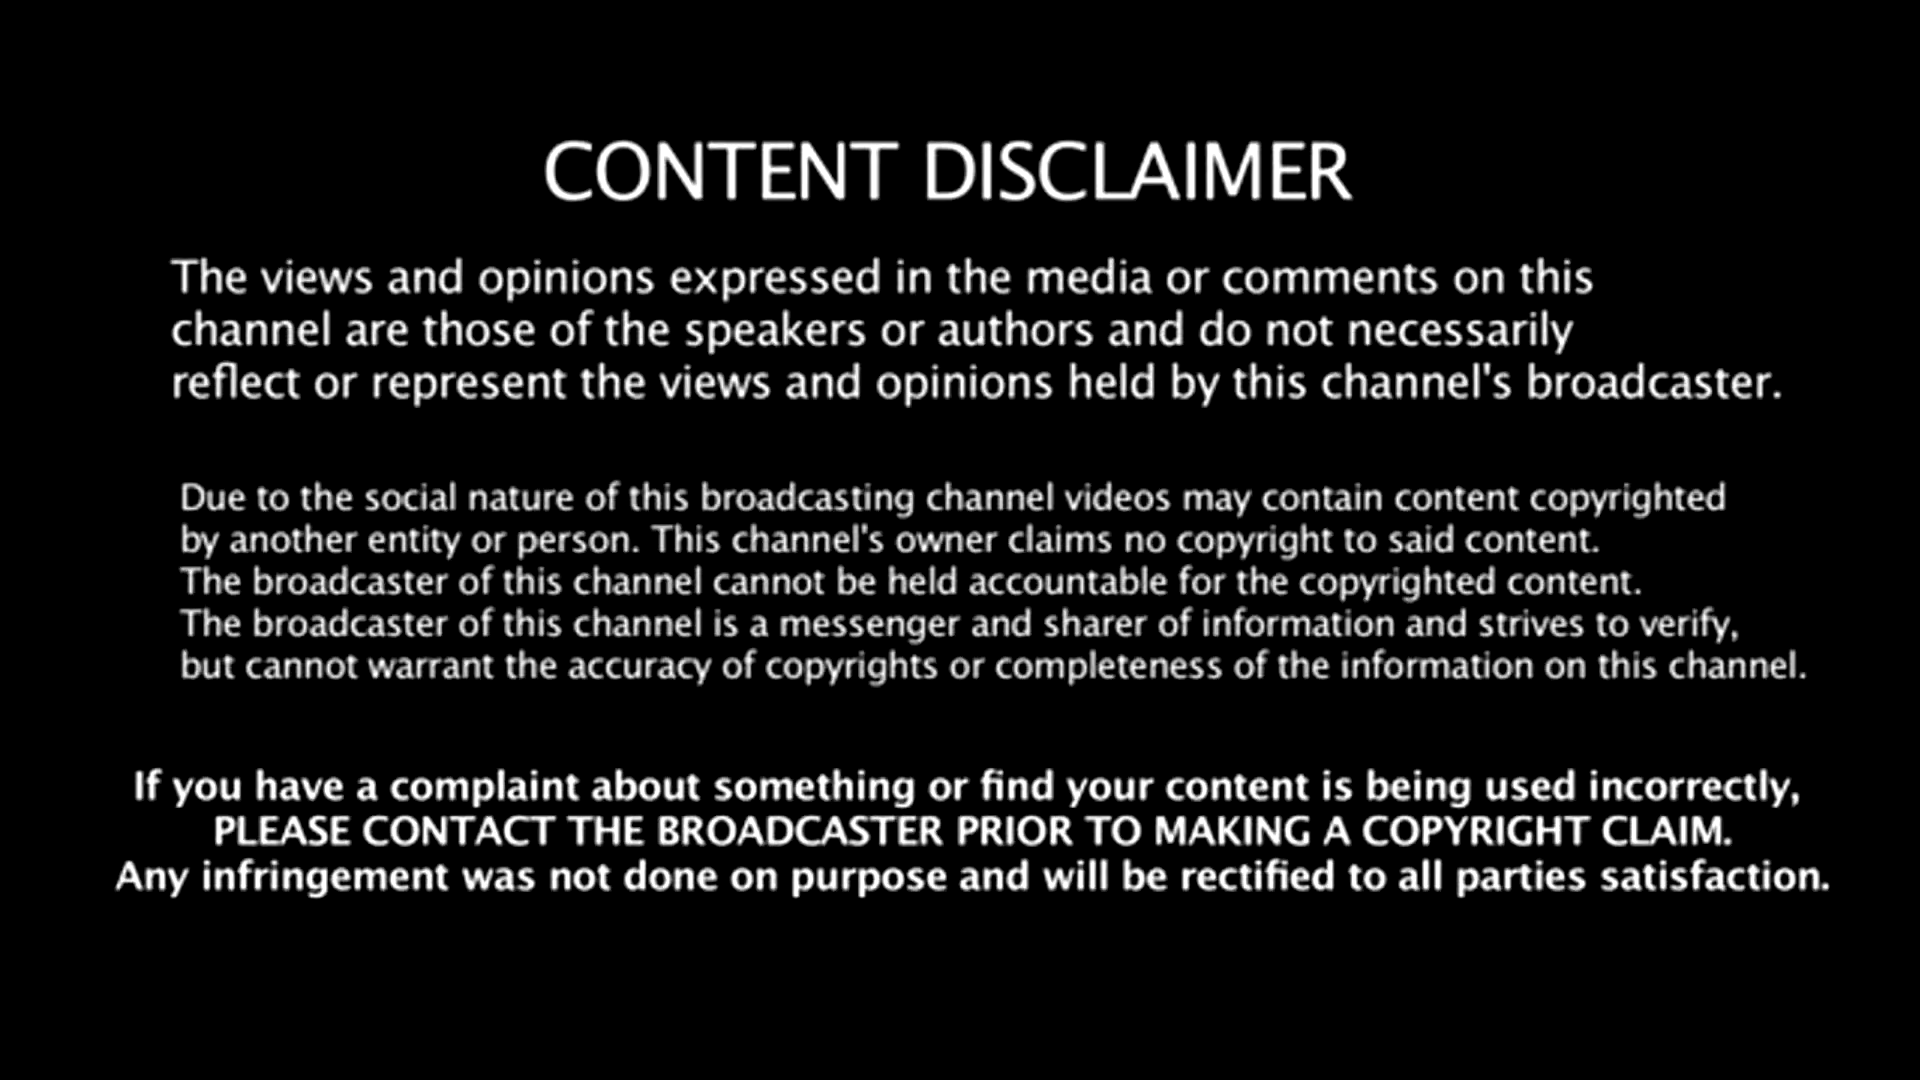 CONTENT DISCLAIMER
The views and opinions expressed in the media or comments on this
channel are those of the speakers or authors and do not necessarily
reflect or represent the views and opinions held by this channel's broadcaster.
Due to the social nature of this broadcasting channel videos may contain content copyrighted
by another entity or person. This channel's owner claims no copyright to said content.
The broadcaster of this channel cannot be held accountable for the copyrighted content.
The broadcaster of this channel is a messenger and sharer of information and strives to verify,
but cannot warrant the accuracy of copyrights or completeness of the information on this channel.
If you have a complaint about something or find your content is being used incorrectly,
PLEASE CONTACT THE BROADCASTER PRIOR TO MAKING A COPYRIGHT CLAIM.
Any infringement was not done on purpose and will be rectified to all parties satisfaction.